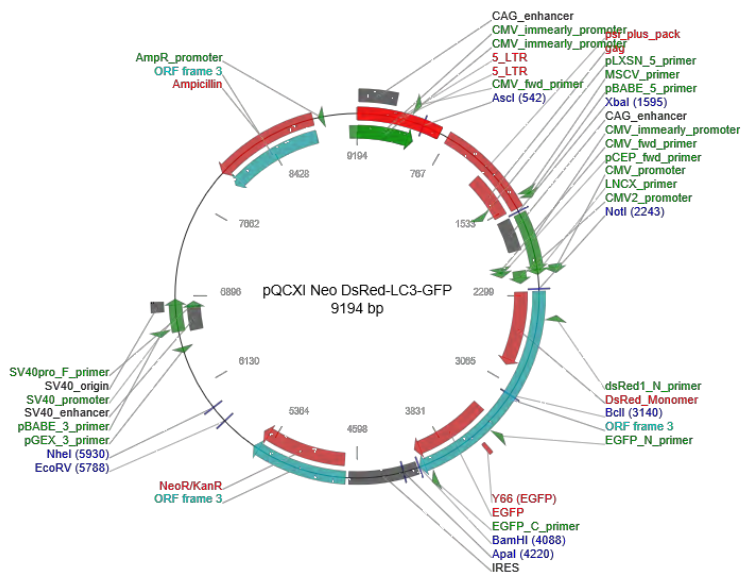 CAG_enhancer
CMV_immearly_promoter
CMV_immearly_promoter
5_LTR
5_LTR
CMV_fwd_primer
AscI (542)
psi_plus_pack
gag
pLXSN_5_primer
MSCV_primer
pBABE_5_primer
XbaI (1595)
CAG_enhancer
CMV_immearly_promoter
CMV_fwd_primer
pCEP_fwd_primer
CMV_promoter
LNCX_primer
CMV2_promoter
NotI (2243)
AmpR_promoter
ORF frame 3
Ampicillin
9194
767
1533
2299
3065
3831
4598
5364
6130
6896
7662
8428
pQCXI Neo DsRed-LC3-GFP
9194 bp
dsRed1_N_primer
DsRed_Monomer
BclI (3140)
ORF frame 3
EGFP_N_primer
Y66 (EGFP)
EGFP
EGFP_C_primer
BamHI (4088)
ApaI (4220)
IRES
SV40pro_F_primer
SV40_origin
SV40_promoter
SV40_enhancer
pBABE_3_primer
pGEX_3_primer
NheI (5930)
EcoRV (5788)
NeoR/KanR
ORF frame 3